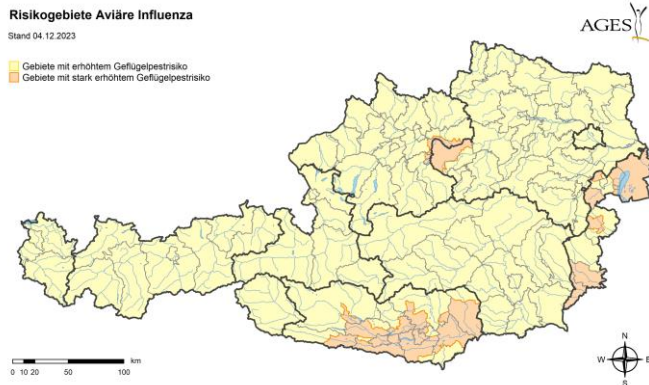 Risikogebiete Aviäre Influenza
Stand 04.12.2023
AGES
Gebiete mit erhöhtem Geflügelpestrisiko
Gebiete mit stark erhöhtem Geflügelpestrisiko
km
0 10 20 50 100
N
W E
S